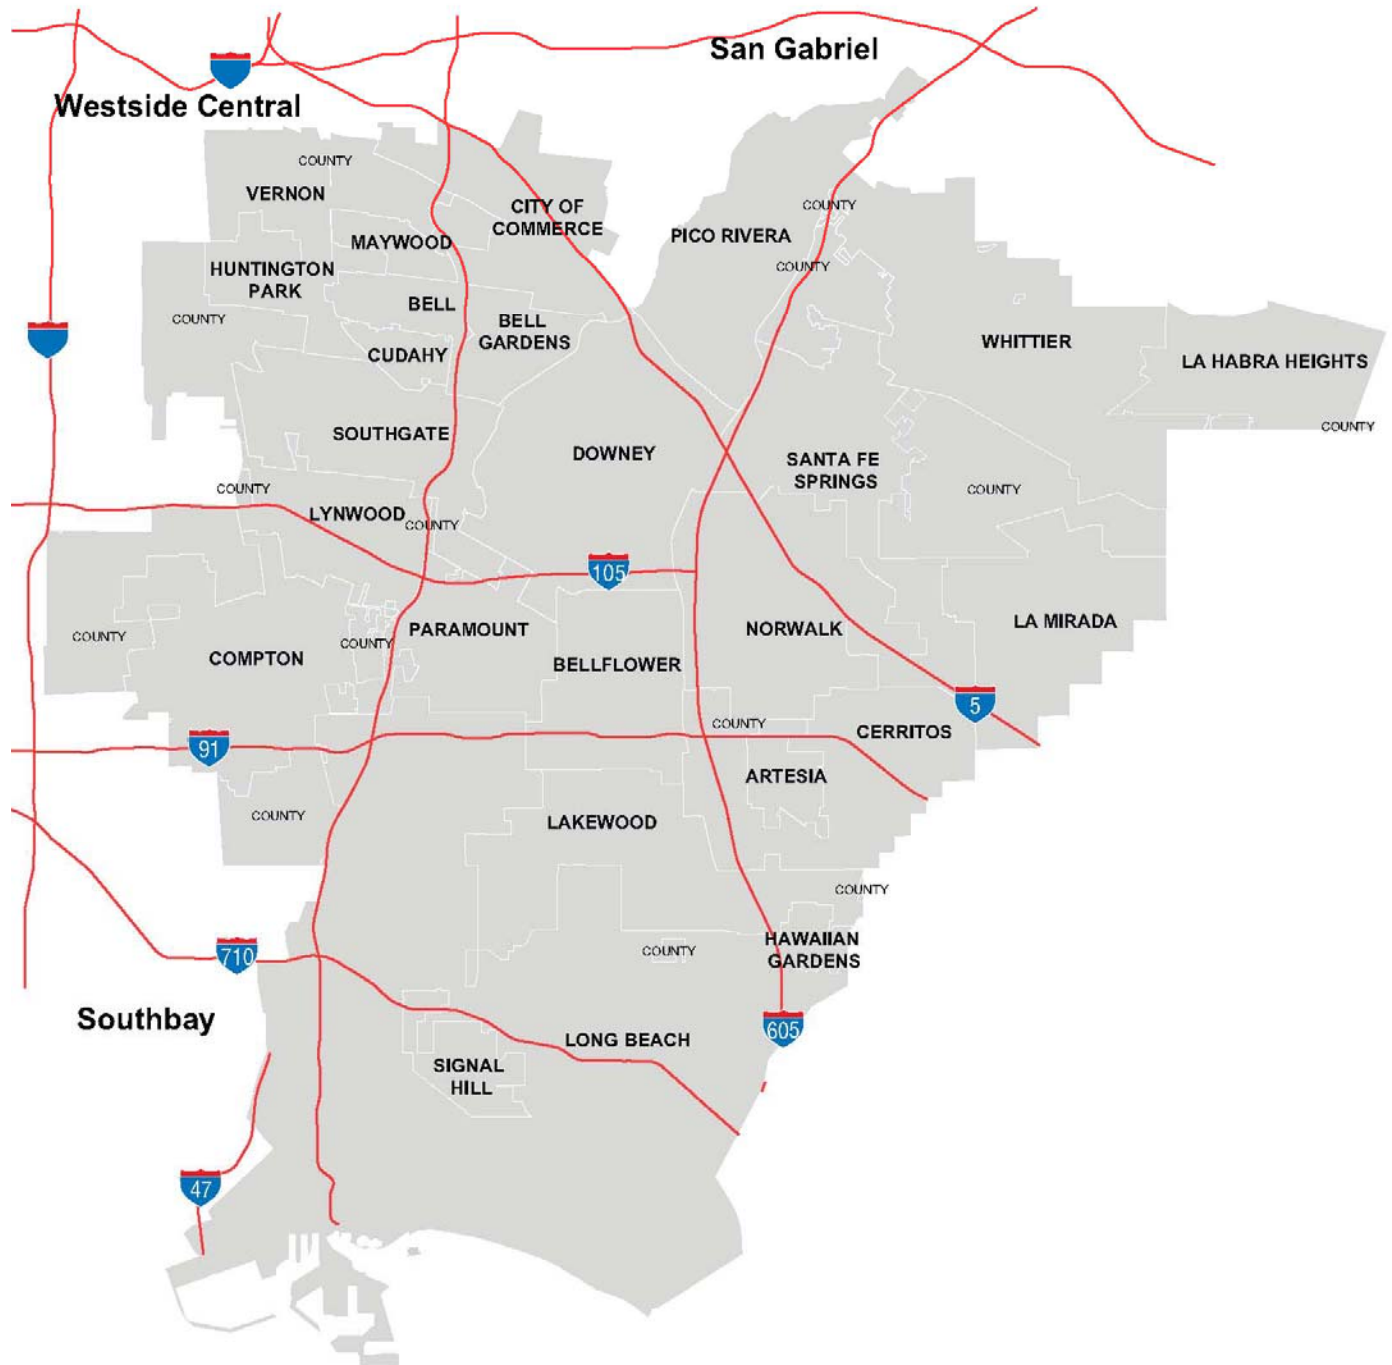 San Gabriel
Westside Central
COUNTY
VERNON
CITY OF
COMMERCE
COUNTY
PICO RIVERA
MAYWOOD
HUNTINGTON
PARK
COUNTY
BELL
COUNTY
BELL
GARDENS
CUDAHY
WHITTIER
LA HABRA HEIGHTS
COUNTY
SOUTHGATE
DOWNEY
SANTA FE
SPRINGS
COUNTY
COUNTY
LYNWOOD
COUNTY
105
COUNTY
COMPTON
COUNTY
PARAMOUNT
BELLFLOWER
NORWALK
LA MIRADA
5
91
COUNTY
CERRITOS
ARTESIA
COUNTY
LAKEWOOD
COUNTY
710
COUNTY
HAWAIIAN
GARDENS
Southbay
LONG BEACH
605
SIGNAL
HILL
47